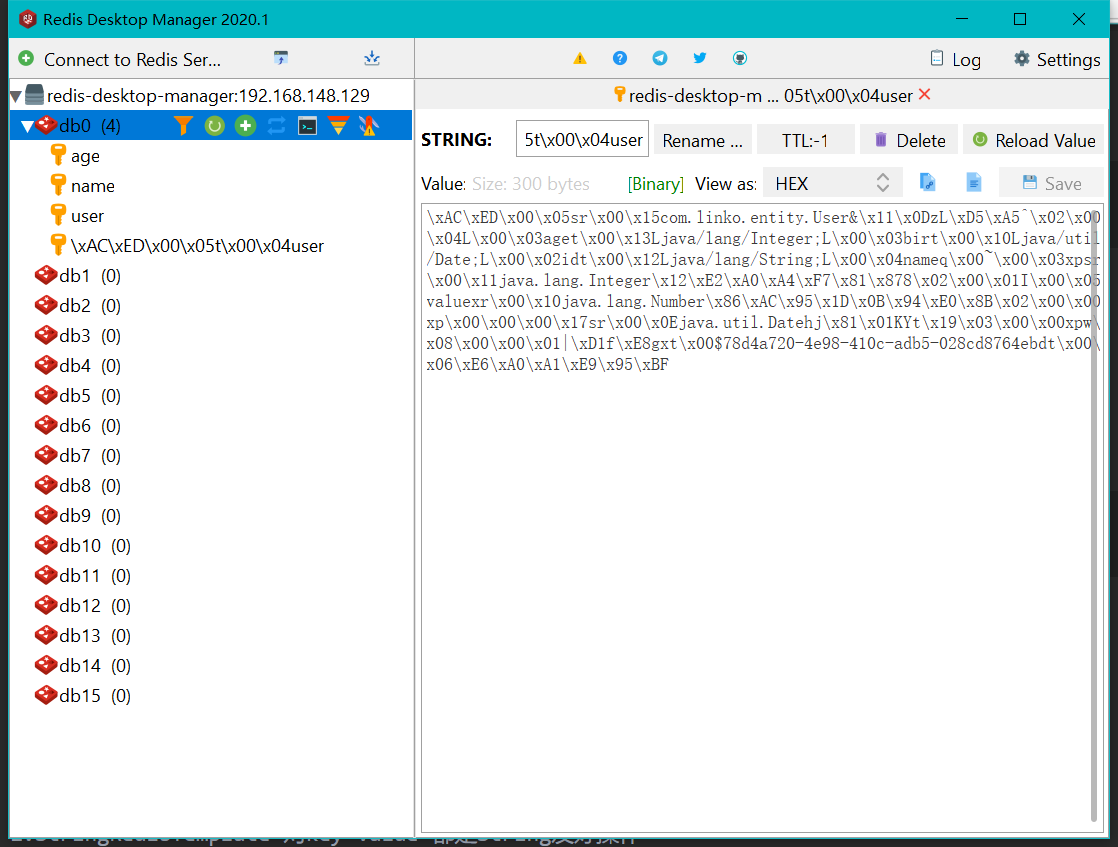 Redis Desktop Manager 2020.1
Connect to Redis Ser...
Log
Settings
redis-desktop-manager:192.168.148.129
db0 (4)
age
name
user
\xAC\xED\x00\x05t\x00\x04user
db1 (0)
db2 (0)
db3 (0)
db4 (0)
db5 (0)
db6 (0)
db7 (0)
db8 (0)
db9 (0)
db10 (0)
db11 (0)
db12 (0)
db13 (0)
db14 (0)
db15 (0)
redis-desktop-m ... 05t\x00\x04user
STRING:
5t\x00\x04user
Rename ...
TTL:-1
Delete
Reload Value
Value: Size: 300 bytes
[Binary]
View as:
HEX
Save
\xAC\xED\x00\x05sr\x00\x15com.linko.entity.User&\x11\x0DzL\xD5\xA5^\x02\x00
\x04L\x00\x03aget\x00\x13Ljava/lang/Integer;L\x00\x03birt\x00\x10Ljava/util
/Date;L\x00\x02idt\x00\x12Ljava/lang/String;L\x00\x04nameq\x00~\x00\x03xpsr
\x00\x11java.lang.Integer\x12\xE2\xA0\xA4\xF7\x81\x878\x02\x00\x01I\x00\x05
valuexr\x00\x10java.lang.Number\x86\xAC\x95\x1D\x0B\x94\xE0\x8B\x02\x00\x00
xp\x00\x00\x00\x17sr\x00\x0Ejava.util.Datehj\x81\x01KYt\x19\x03\x00\x00xpw\
x08\x00\x00\x01|\xD1f\xE8gxt\x00$78d4a720-4e98-410c-adb5-028cd8764ebdt\x00\
x06\xE6\xA0\xA1\xE9\x95\xBF